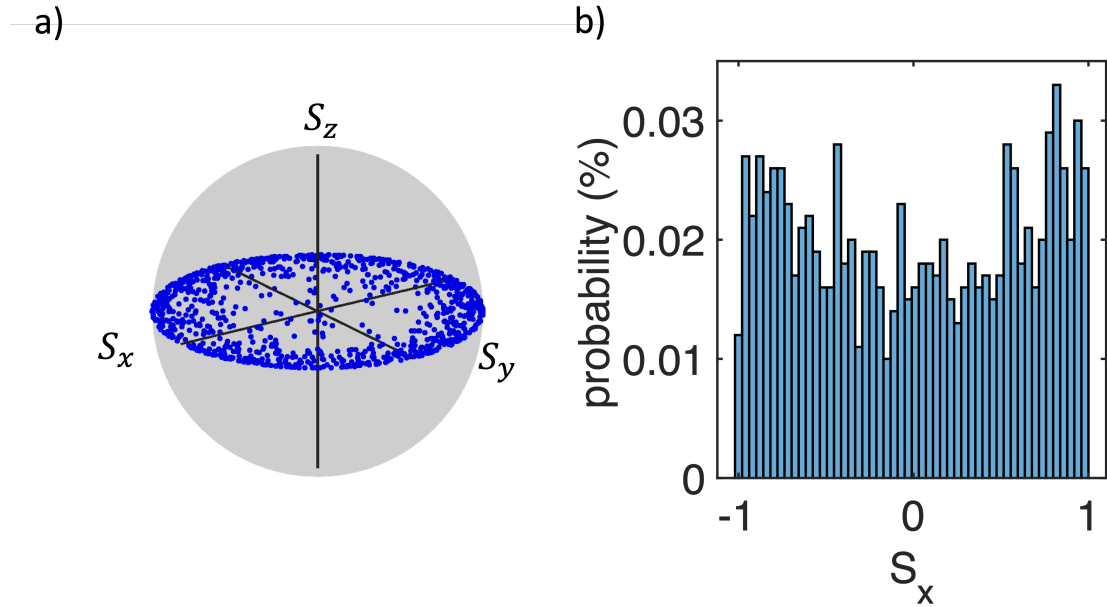 a)
S_z
S_x
S_y
b)
probability (%)
0.03
0.02
0.01
0
-1 0 1
S_x